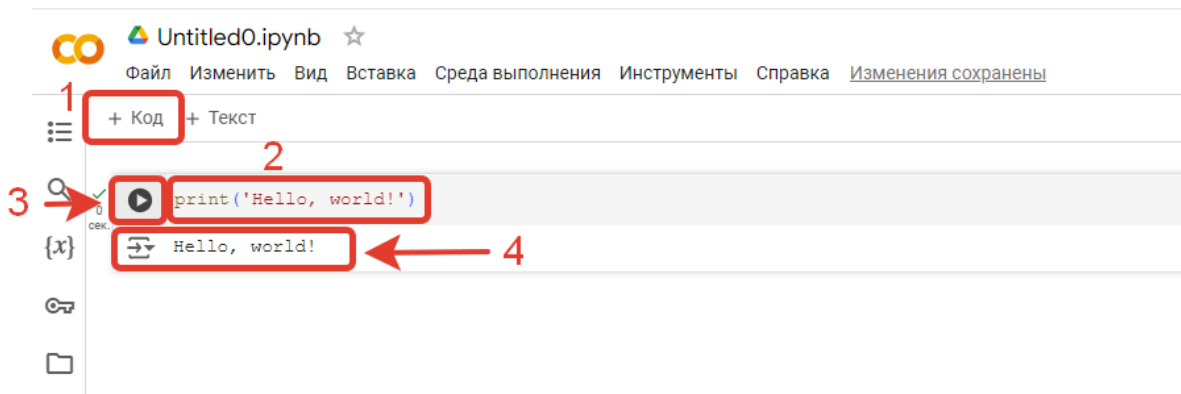 CO Untitled0.ipynb
Файл Изменить Вид Вставка Среда выполнения Инструменты Справка Изменения сохранены
1
+ Код + Текст
2
3 0 print('Hello, world!')
сек.
{x} Hello, world! 4